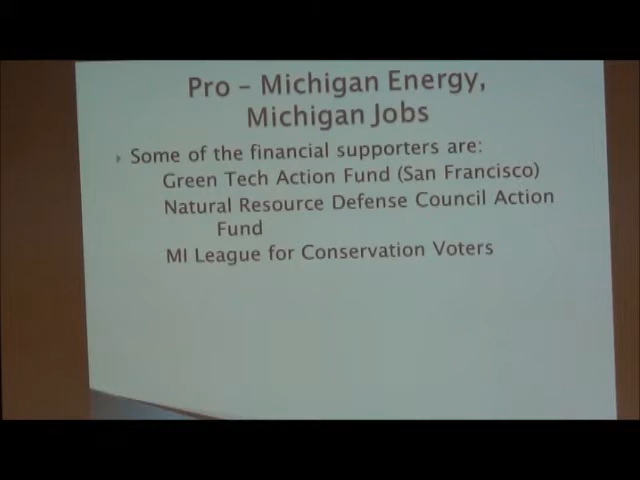 Pro – Michigan Energy,
Michigan Jobs
Some of the financial supporters are:
Green Tech Action Fund (San Francisco)
Natural Resource Defense Council Action
Fund
MI League for Conservation Voters